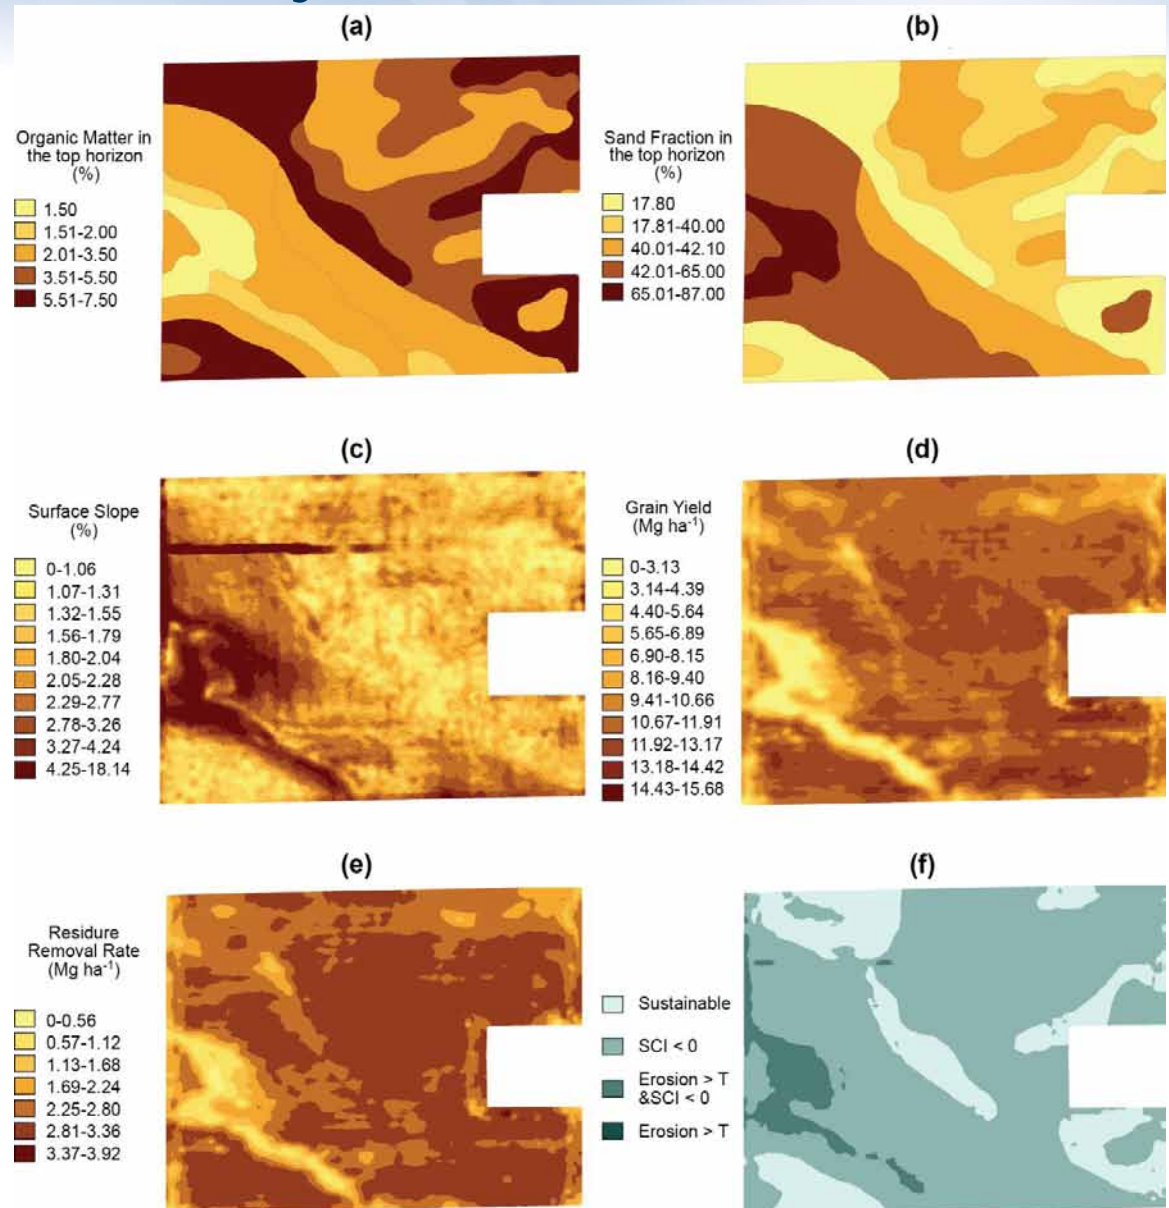 (a)
(b)
Organic Matter in
the top horizon
(%)
1.50
1.51-2.00
2.01-3.50
3.51-5.50
5.51-7.50
Sand Fraction in
the top horizon
(%)
17.80
17.81-40.00
40.01-42.10
42.01-65.00
65.01-87.00
(c)
(d)
Surface Slope
(%)
0-1.06
1.07-1.31
1.32-1.55
1.56-1.79
1.80-2.04
2.05-2.28
2.29-2.77
2.78-3.26
3.27-4.24
4.25-18.14
Grain Yield
(Mg ha⁻¹)
0-3.13
3.14-4.39
4.40-5.64
5.65-6.89
6.90-8.15
8.16-9.40
9.41-10.66
10.67-11.91
11.92-13.17
13.18-14.42
14.43-15.68
(e)
(f)
Residure
Removal Rate
(Mg ha⁻¹)
0-0.56
0.57-1.12
1.13-1.68
1.69-2.24
2.25-2.80
2.81-3.36
3.37-3.92
Sustainable
SCI < 0
Erosion > T
&SCI < 0
Erosion > T